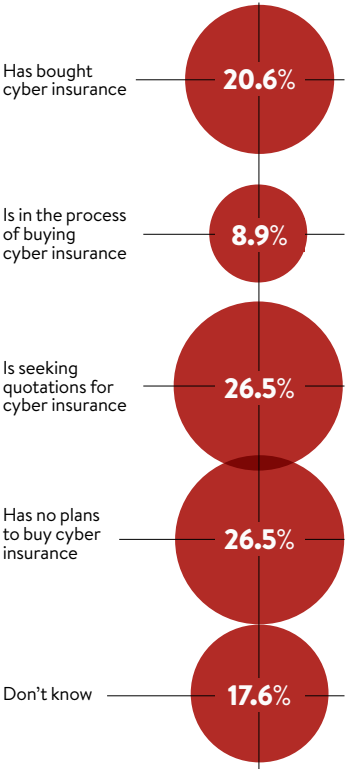 Has bought
cyber insurance
20.6%
Is in the process
of buying
cyber insurance
8.9%
Is seeking
quotations for
cyber insurance
26.5%
Has no plans
to buy cyber
insurance
26.5%
Don’t know
17.6%